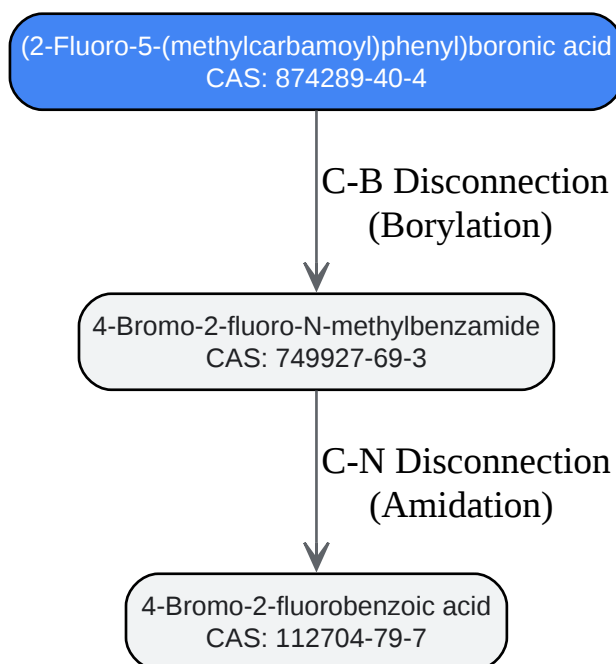 (2-Fluoro-5-(methylcarbamoyl)phenyl)boronic acid
CAS: 874289-40-4
C-B Disconnection
(Borylation)
4-Bromo-2-fluoro-N-methylbenzamide
CAS: 749927-69-3
C-N Disconnection
(Amidation)
4-Bromo-2-fluorobenzoic acid
CAS: 112704-79-7